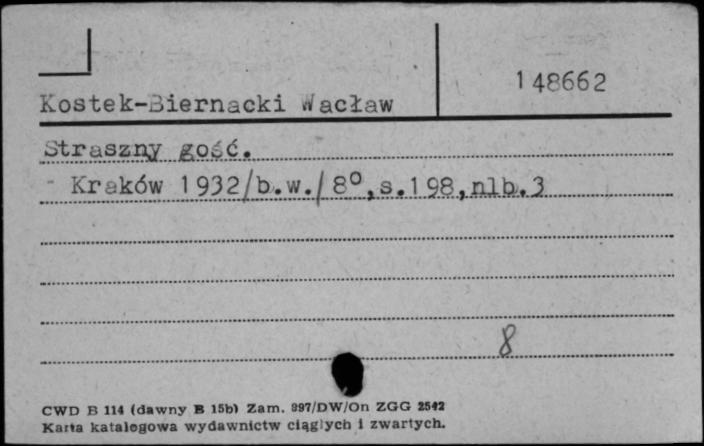 148662
Kostek-Biernacki Wacław
Straszny gość.
Kraków 1932/b.w./8°,s.198,nlb.3
8
CWD B 114 (dawny B 15b) Zam. 997/DW/On ZGG 2542
Karta katalogowa wydawnictw ciągłych i zwartych.